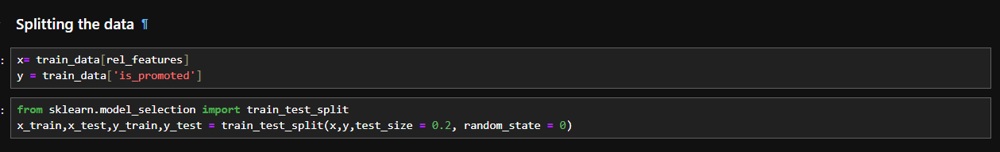 Splitting the data ¶
: x= train_data[rel_features]
y = train_data['is_promoted']
: from sklearn.model_selection import train_test_split
x_train,x_test,y_train,y_test = train_test_split(x,y,test_size = 0.2, random_state = 0)